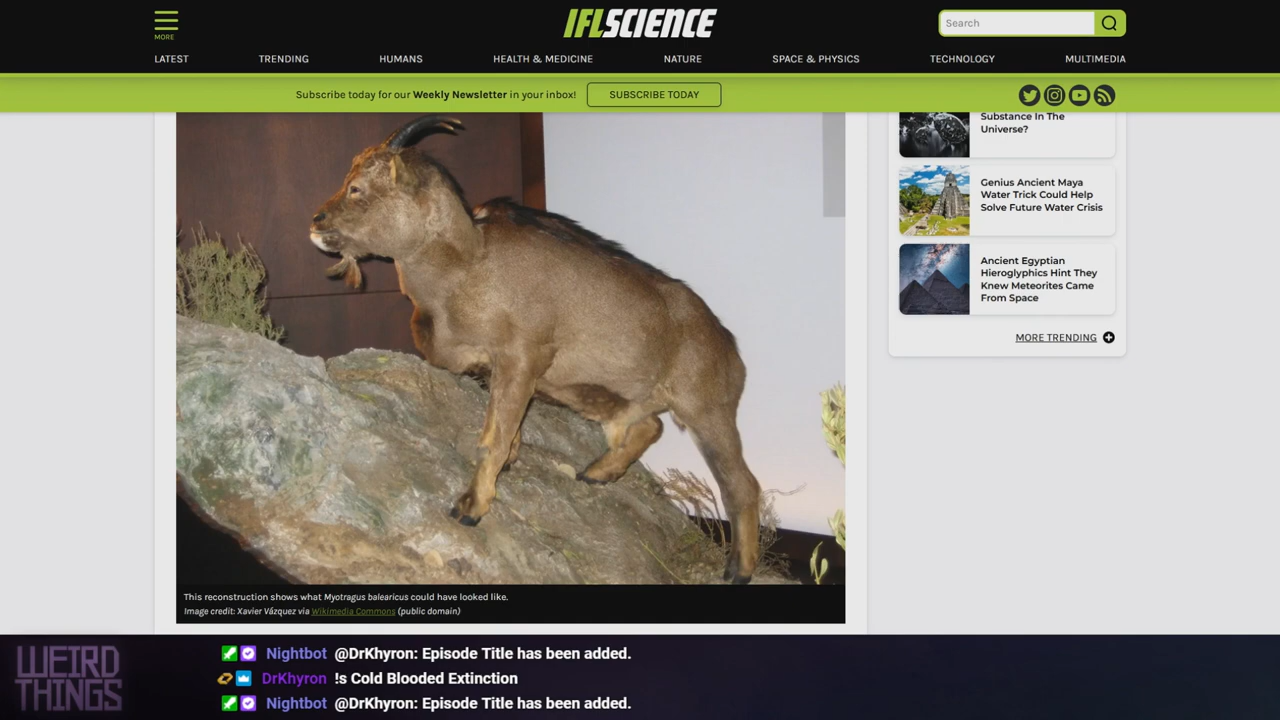 MORE
IFLSCIENCE
Search
LATEST
TRENDING
HUMANS
HEALTH & MEDICINE
NATURE
SPACE & PHYSICS
TECHNOLOGY
MULTIMEDIA
Subscribe today for our Weekly Newsletter in your inbox!
SUBSCRIBE TODAY
Substance In The
Universe?
Genius Ancient Maya
Water Trick Could Help
Solve Future Water Crisis
Ancient Egyptian
Hieroglyphics Hint They
Knew Meteorites Came
From Space
MORE TRENDING
This reconstruction shows what Myotragus balearicus could have looked like.
Image credit: Xavier Vázquez via Wikimedia Commons (public domain)
WEIRD
THINGS
Nightbot @DrKhyron: Episode Title has been added.
DrKhyron !s Cold Blooded Extinction
Nightbot @DrKhyron: Episode Title has been added.